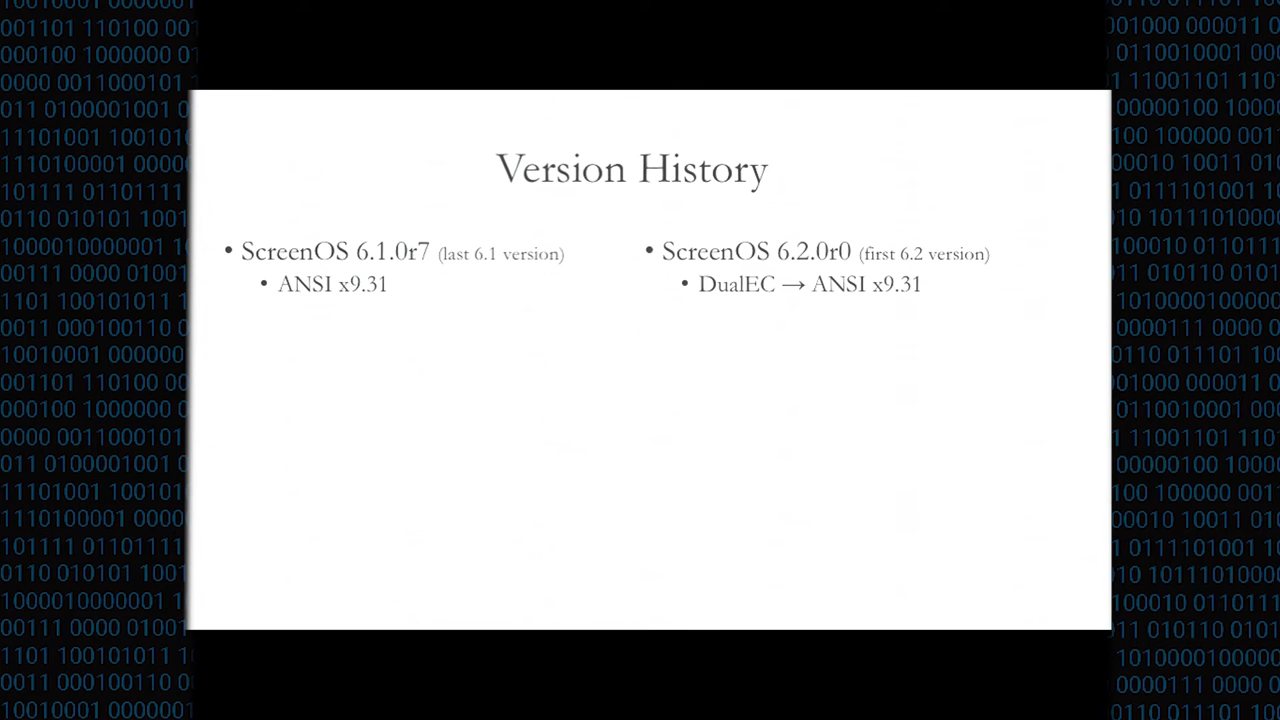 Version History
• ScreenOS 6.1.0r7 (last 6.1 version)
• ANSI x9.31
• ScreenOS 6.2.0r0 (first 6.2 version)
• DualEC → ANSI x9.31